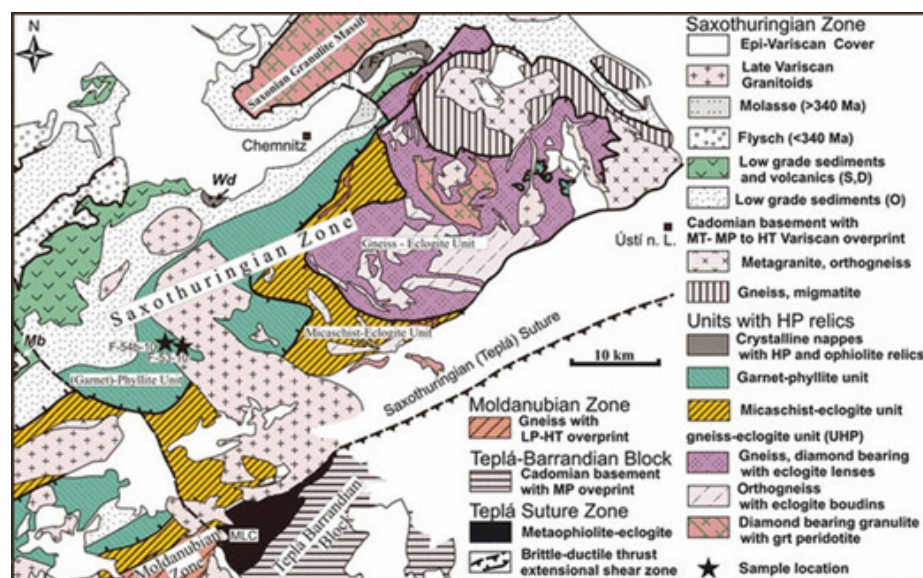 N
Saxonian Granulite Massif
Chemnitz
Wd
Saxothuringian Zone
Gneiss - Eclogite Unit
Ústí n. L.
Mb
F-54b-10
F-53-10
(Garnet)-Phyllite Unit
Micaschist-Eclogite Unit
Saxothuringian (Teplá) Suture
10 km
MLC
Moldanubian
Zone
Teplá Barrandian
Block
Moldanubian Zone
Gneiss with
LP-HT overprint
Teplá-Barrandian Block
Cadomian basement
with MP oveprint
Teplá Suture Zone
Metaophiolite-eclogite
Brittle-ductile thrust
extensional shear zone
Saxothuringian Zone
Epi-Variscan Cover
Late Variscan
Granitoids
Molasse (>340 Ma)
Flysch (<340 Ma)
Low grade sediments
and volcanics (S,D)
Low grade sediments (O)
Cadomian basement with
MT- MP to HT Variscan overprint
Metagranite, orthogneiss
Gneiss, migmatite
Units with HP relics
Crystalline nappes
with HP and ophiolite relics
Garnet-phyllite unit
Micaschist-eclogite unit
gneiss-eclogite unit (UHP)
Gneiss, diamond bearing
with eclogite lenses
Orthogneiss
with eclogite boudins
Diamond bearing granulite
with grt peridotite
Sample location